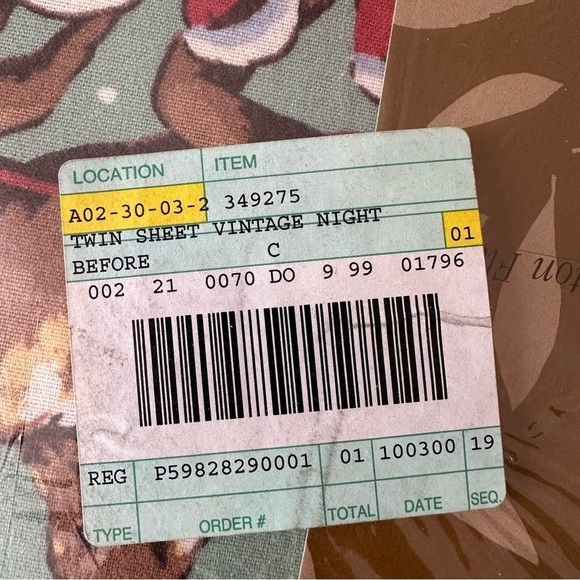 LOCATION ITEM
A02-30-03-2 349275
TWIN SHEET VINTAGE NIGHT
BEFORE C 01
002 21 0070 DO 9 99 01796
REG P59828290001 01 100300 19
TYPE ORDER # TOTAL DATE SEQ.
ton